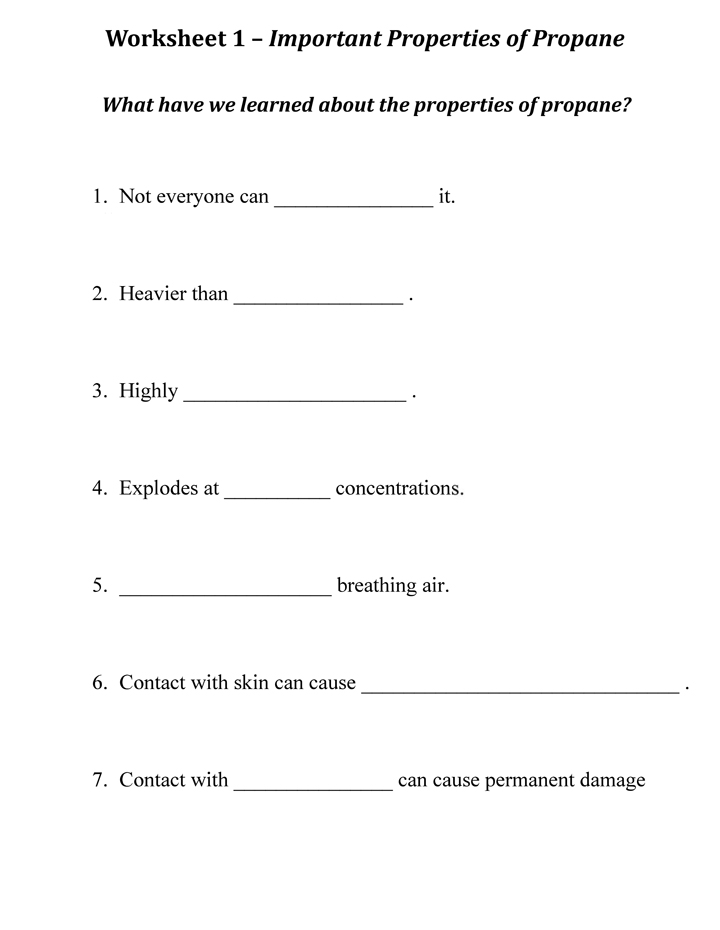 Worksheet 1 – Important Properties of Propane
What have we learned about the properties of propane?
1. Not everyone can _______________ it.
2. Heavier than ________________ .
3. Highly _____________________ .
4. Explodes at __________ concentrations.
5. ____________________ breathing air.
6. Contact with skin can cause ______________________________ .
7. Contact with _______________ can cause permanent damage